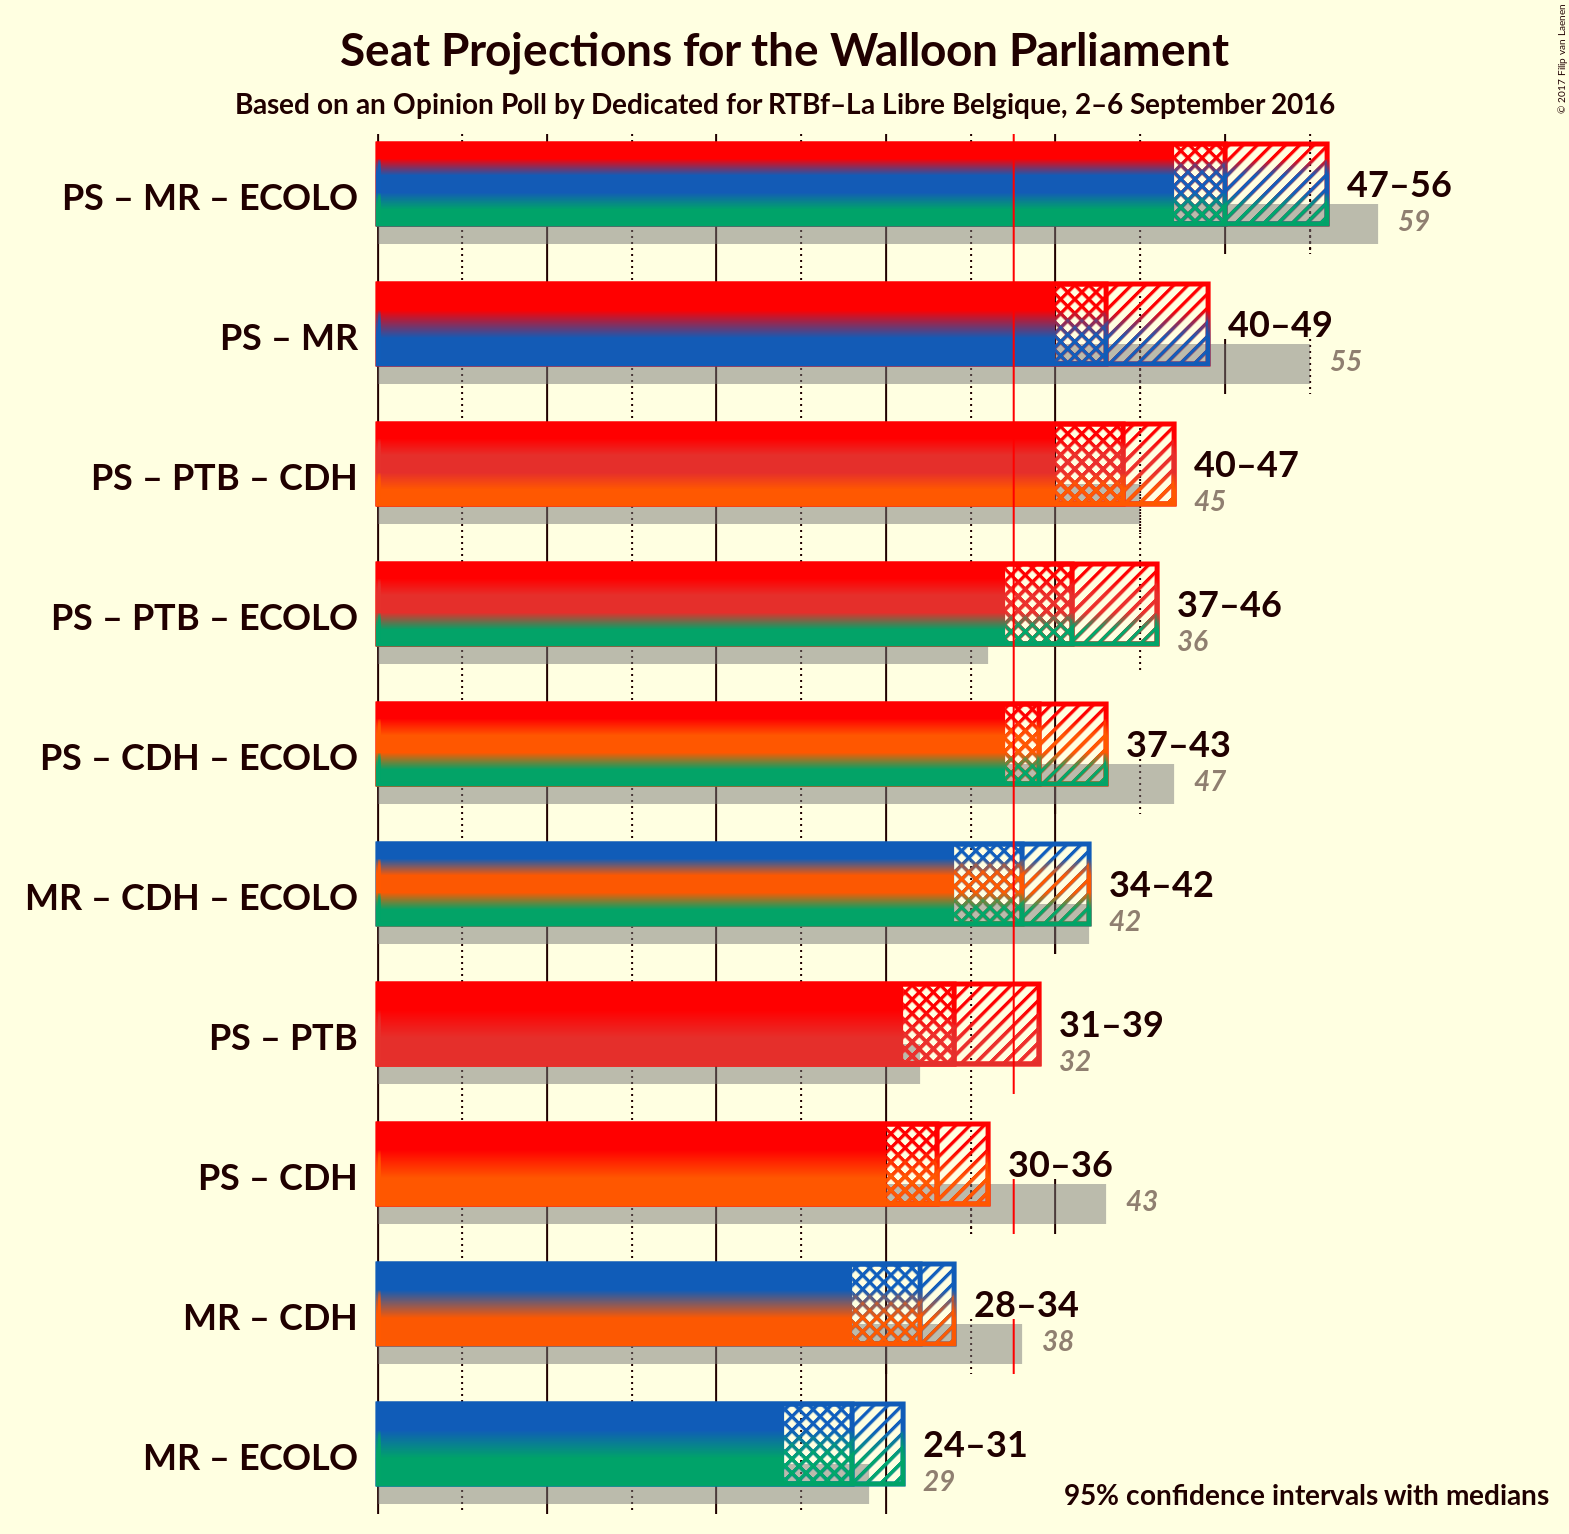 Seat Projections for the Walloon Parliament
Based on an Opinion Poll by Dedicated for RTBf–La Libre Belgique, 2–6 September 2016
© 2017 Filip van Laenen
PS – MR – ECOLO
47–56
59
PS – MR
40–49
55
PS – PTB – CDH
40–47
45
PS – PTB – ECOLO
37–46
36
PS – CDH – ECOLO
37–43
47
MR – CDH – ECOLO
34–42
42
PS – PTB
31–39
32
PS – CDH
30–36
43
MR – CDH
28–34
38
MR – ECOLO
24–31
29
95% confidence intervals with medians